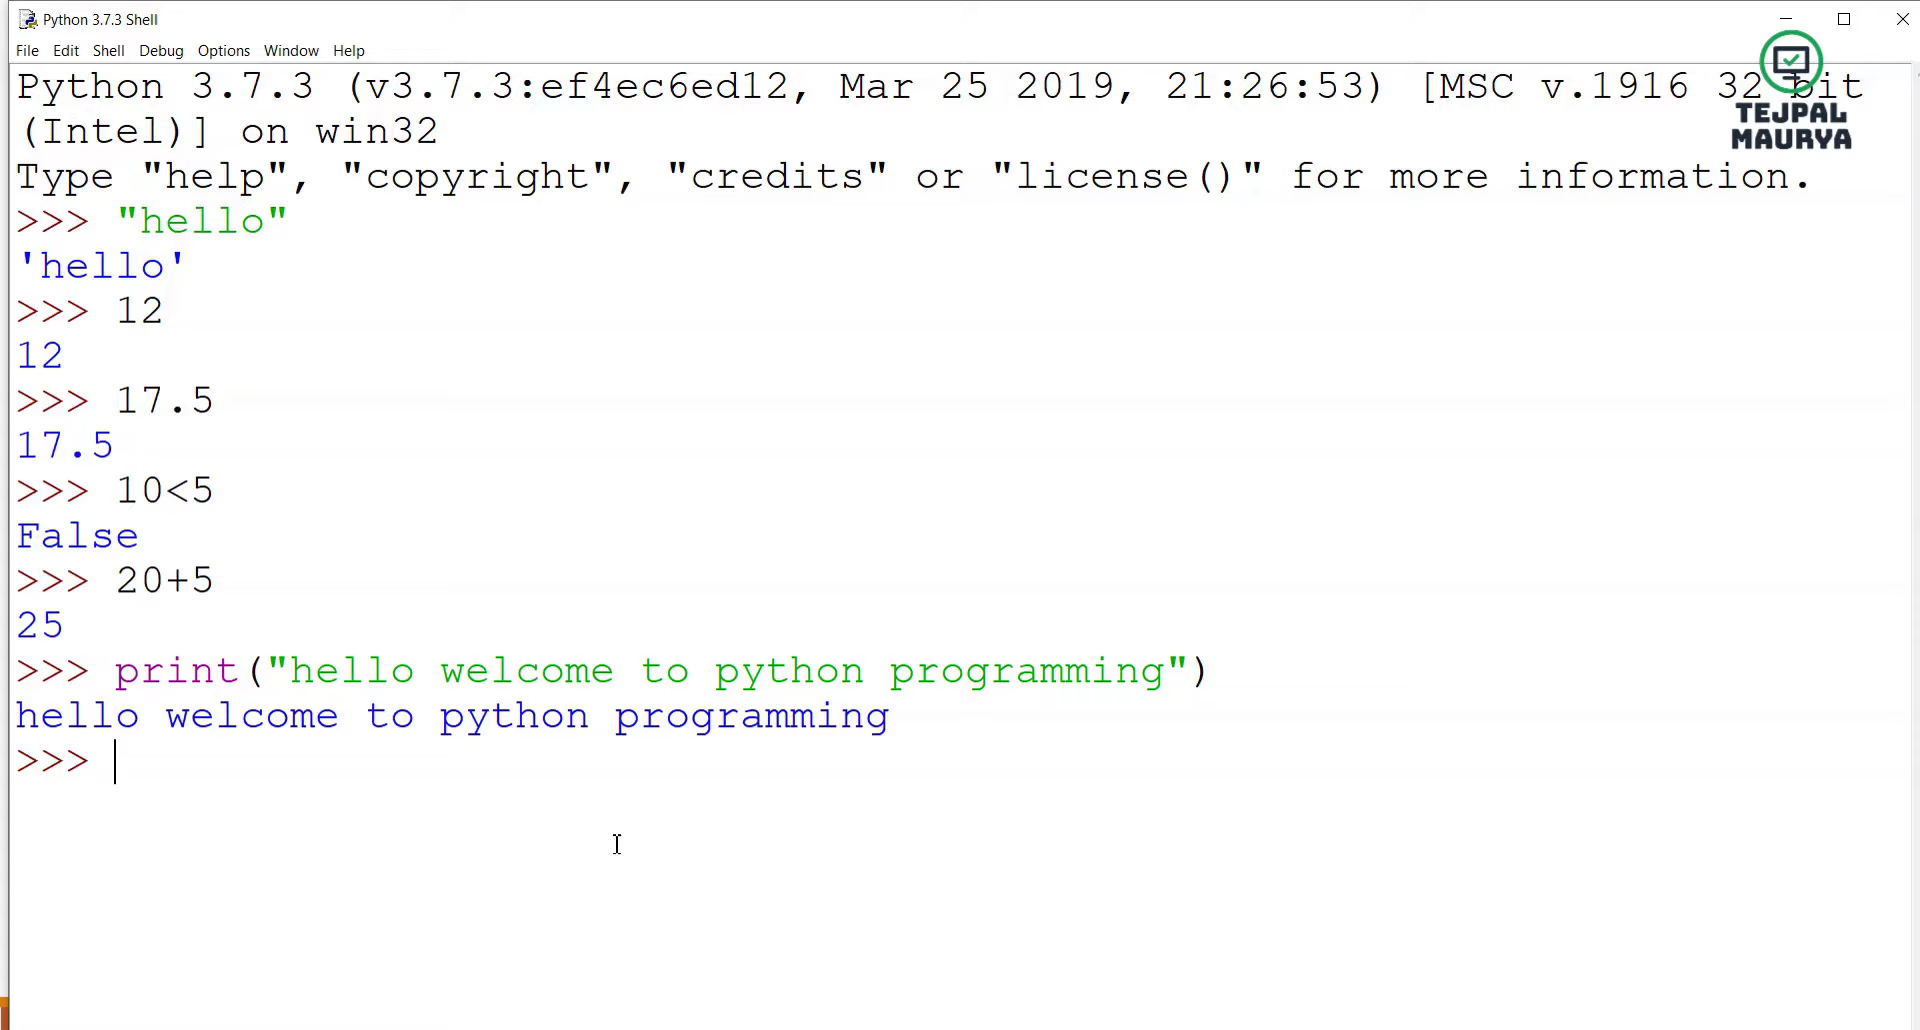 Python 3.7.3 Shell
File Edit Shell Debug Options Window Help
Python 3.7.3 (v3.7.3:ef4ec6ed12, Mar 25 2019, 21:26:53) [MSC v.1916 32 bit
(Intel)] on win32
Type "help", "copyright", "credits" or "license()" for more information.
>>> "hello"
'hello'
>>> 12
12
>>> 17.5
17.5
>>> 10<5
False
>>> 20+5
25
>>> print("hello welcome to python programming")
hello welcome to python programming
>>>
TEJPAL
MAURYA